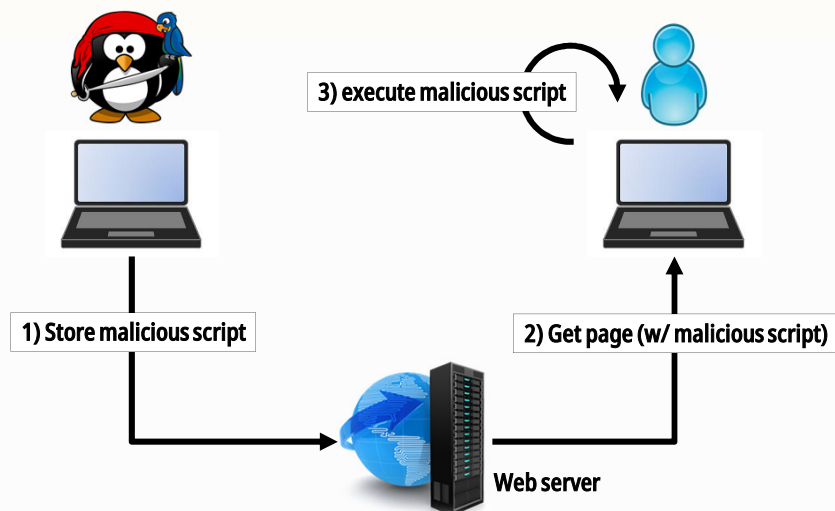 3) execute malicious script
1) Store malicious script
2) Get page (w/ malicious script)
Web server